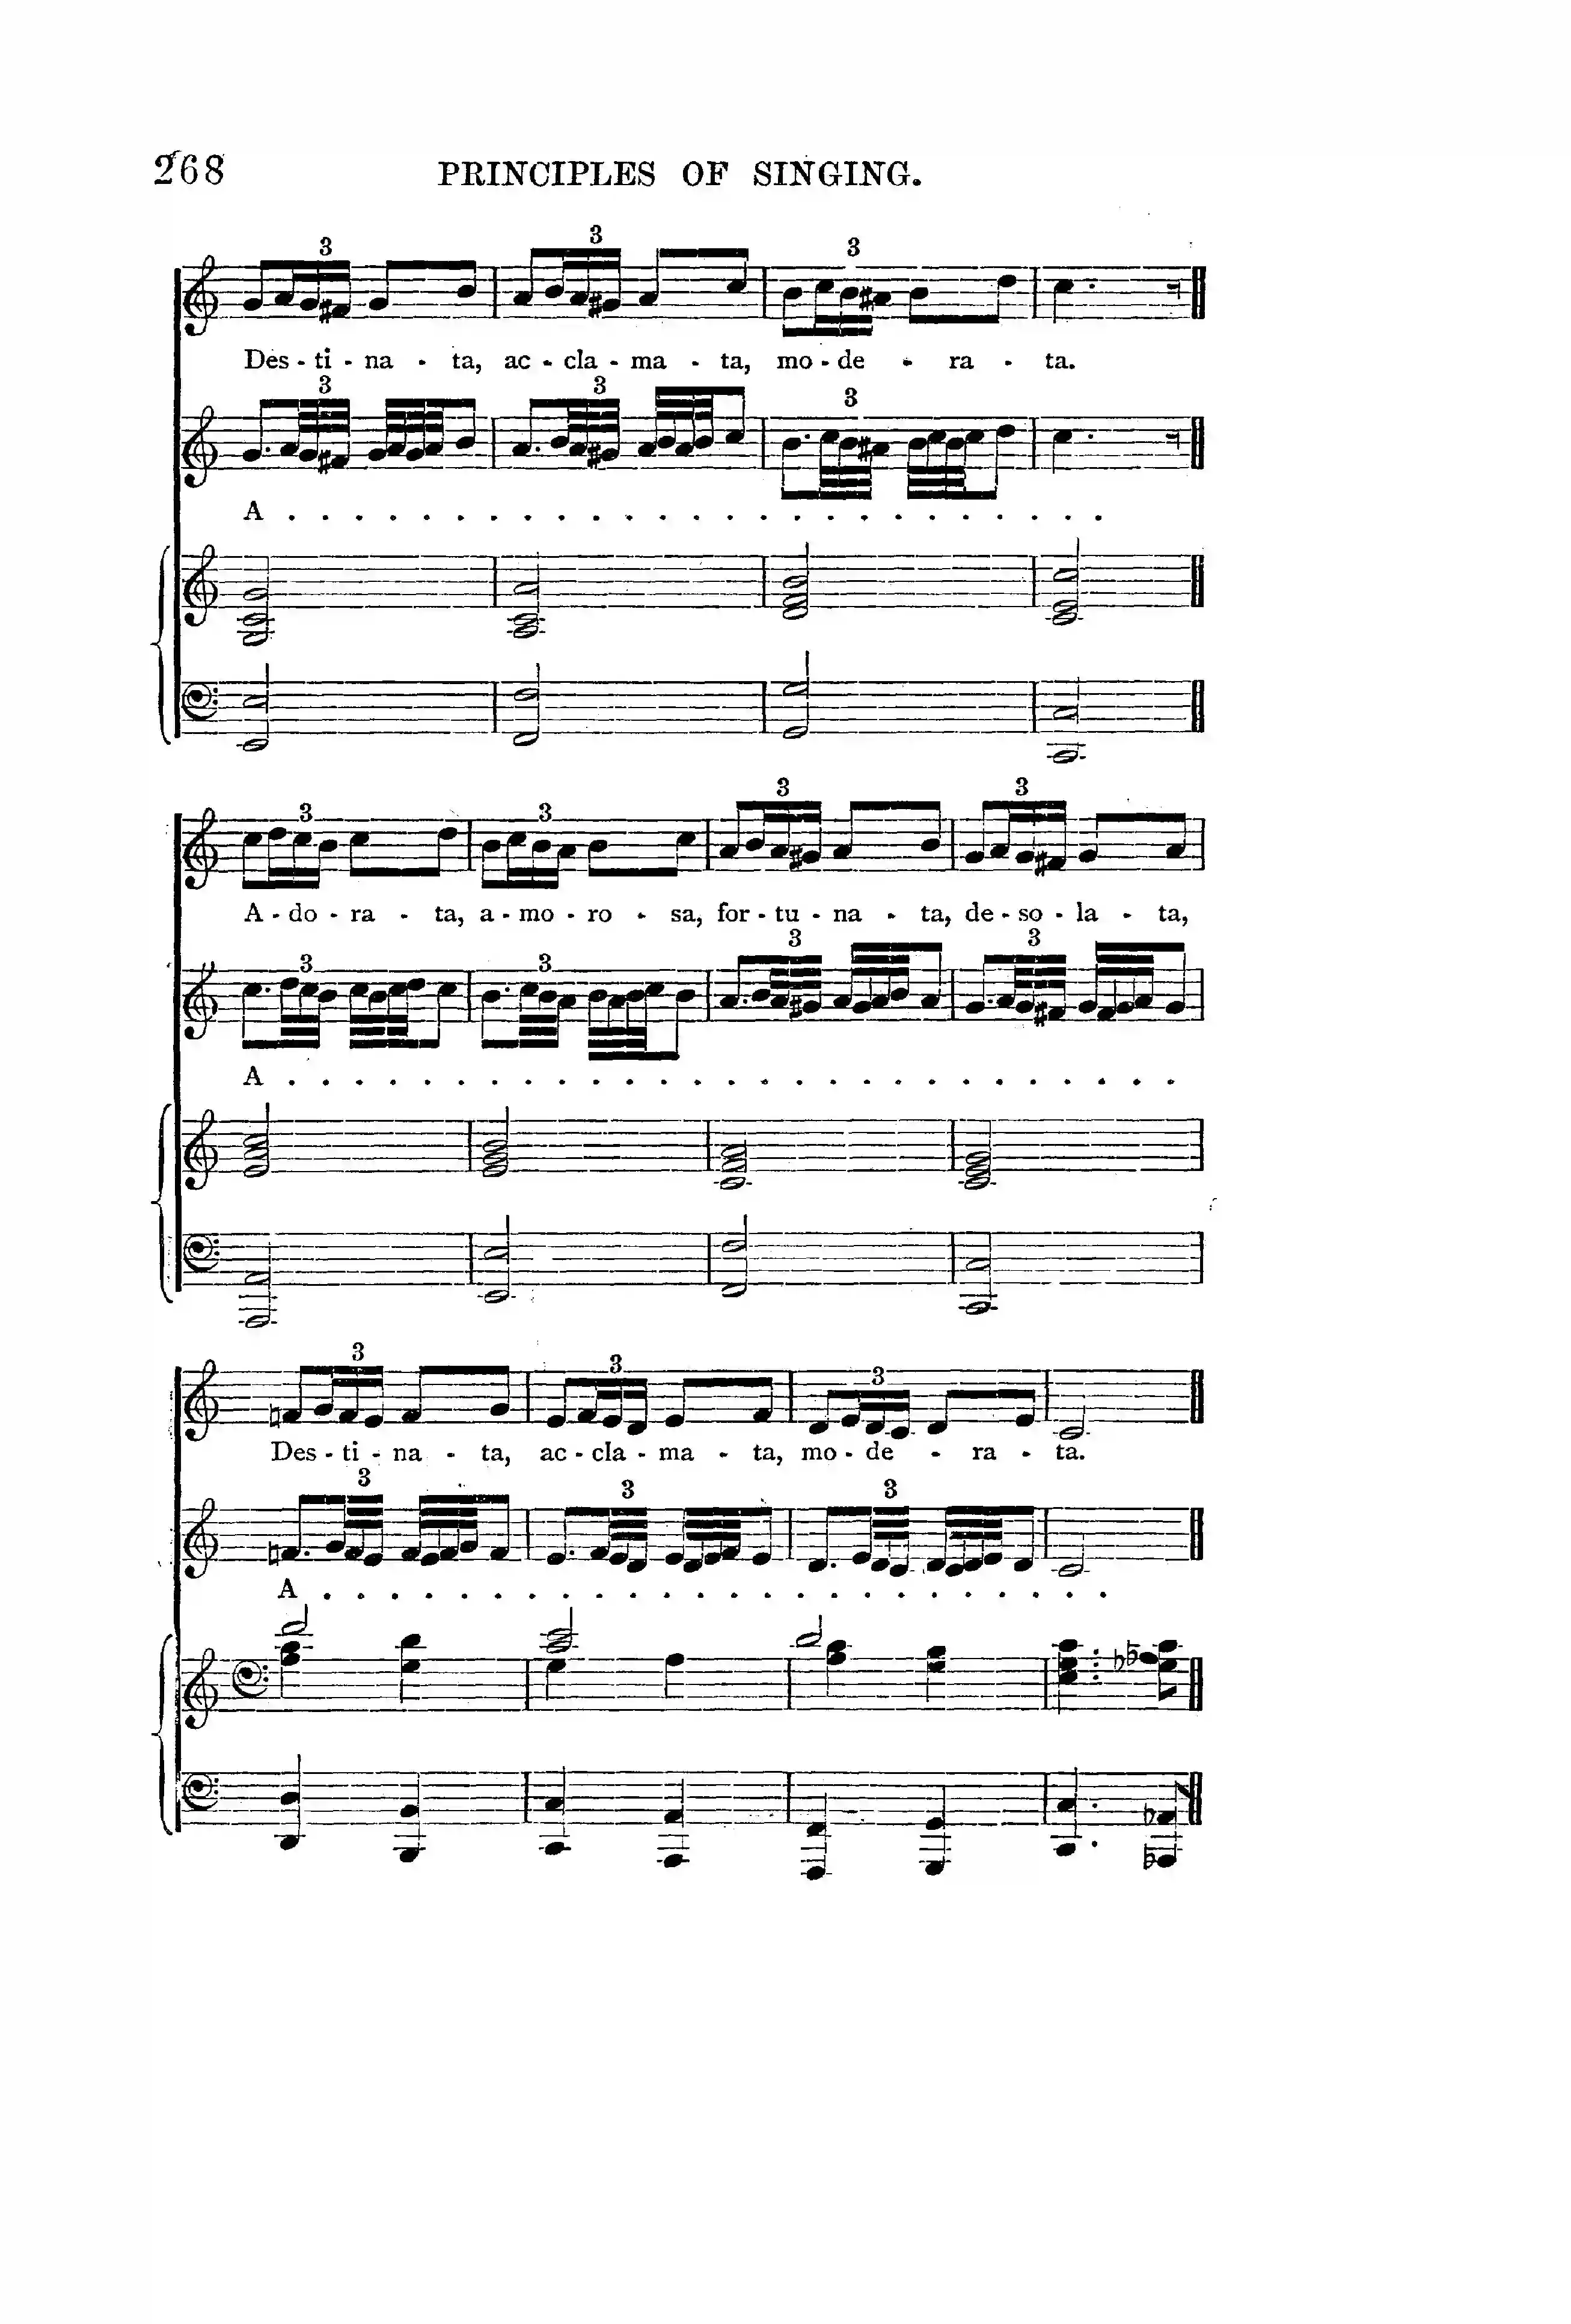 268 PRINCIPLES OF SINGING.
3 3 3
Des - ti - na - ta, ac - cla - ma - ta, mo - de - ra - ta.
3 3 3
A . . . . . . . . . . . . . . . . . . . . . . . . .
3 3 3 3
A - do - ra - ta, a - mo - ro - sa, for - tu - na - ta, de - so - la - ta,
3 3 3 3
A . . . . . . . . . . . . . . . . . . . . . . . . . . .
3 3 3
Des - ti - na - ta, ac - cla - ma - ta, mo - de - ra - ta.
3 3 3
A . . . . . . . . . . . . . . . . . . . . . . . .